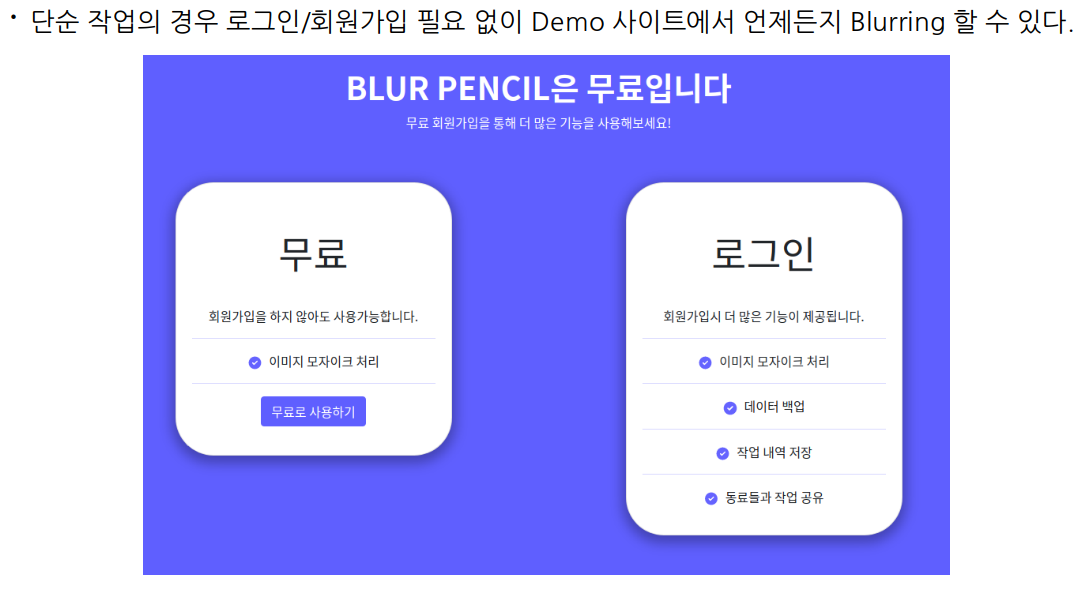 • 단순 작업의 경우 로그인/회원가입 필요 없이 Demo 사이트에서 언제든지 Blurring 할 수 있다.
BLUR PENCIL은 무료입니다
무료 회원가입을 통해 더 많은 기능을 사용해보세요!
무료
회원가입을 하지 않아도 사용가능합니다.
이미지 모자이크 처리
무료로 사용하기
로그인
회원가입시 더 많은 기능이 제공됩니다.
이미지 모자이크 처리
데이터 백업
작업 내역 저장
동료들과 작업 공유